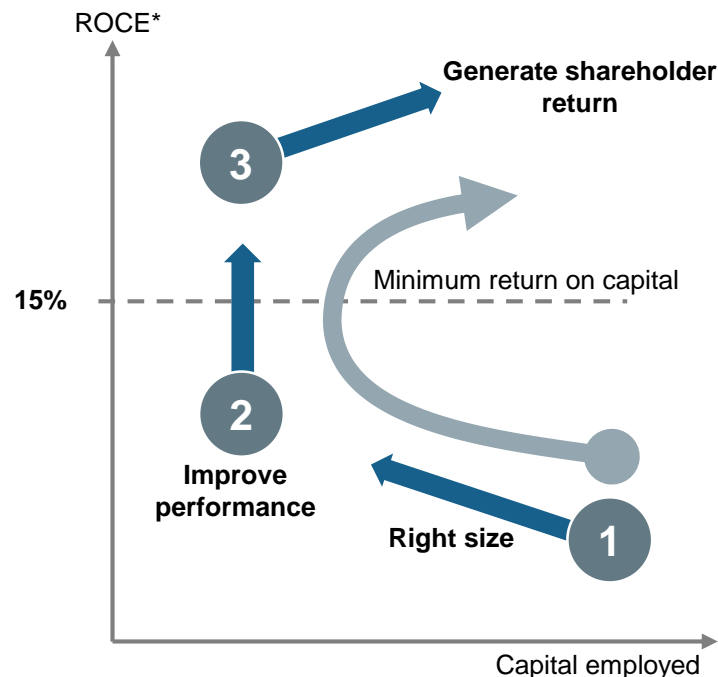 ROCE*
Generate shareholder
return
3
Minimum return on capital
15%
2
Improve
performance
Right size
1
Capital employed